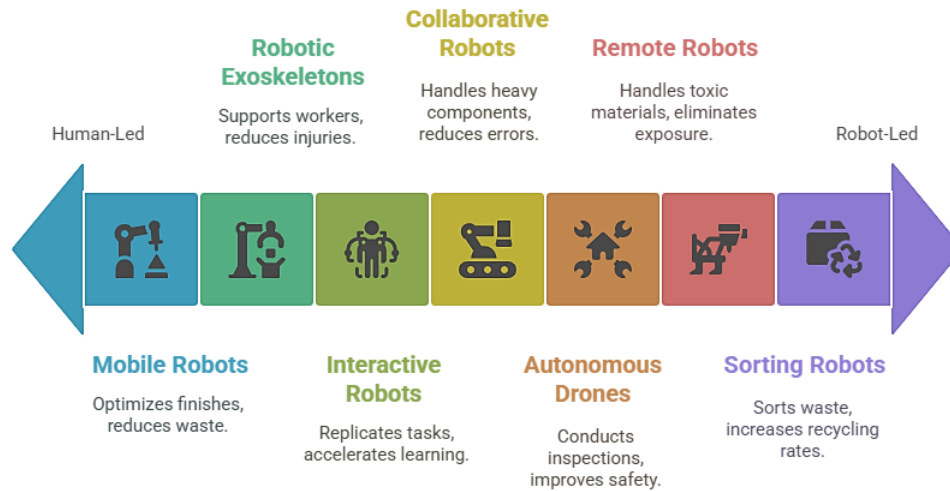 Collaborative
Robots
Handles heavy
components,
reduces errors.
Robotic
Exoskeletons
Supports workers,
reduces injuries.
Remote Robots
Handles toxic
materials, eliminates
exposure.
Human-Led
Robot-Led
Mobile Robots
Optimizes finishes,
reduces waste.
Interactive
Robots
Replicates tasks,
accelerates learning.
Autonomous
Drones
Conducts
inspections,
improves safety.
Sorting Robots
Sorts waste,
increases recycling
rates.